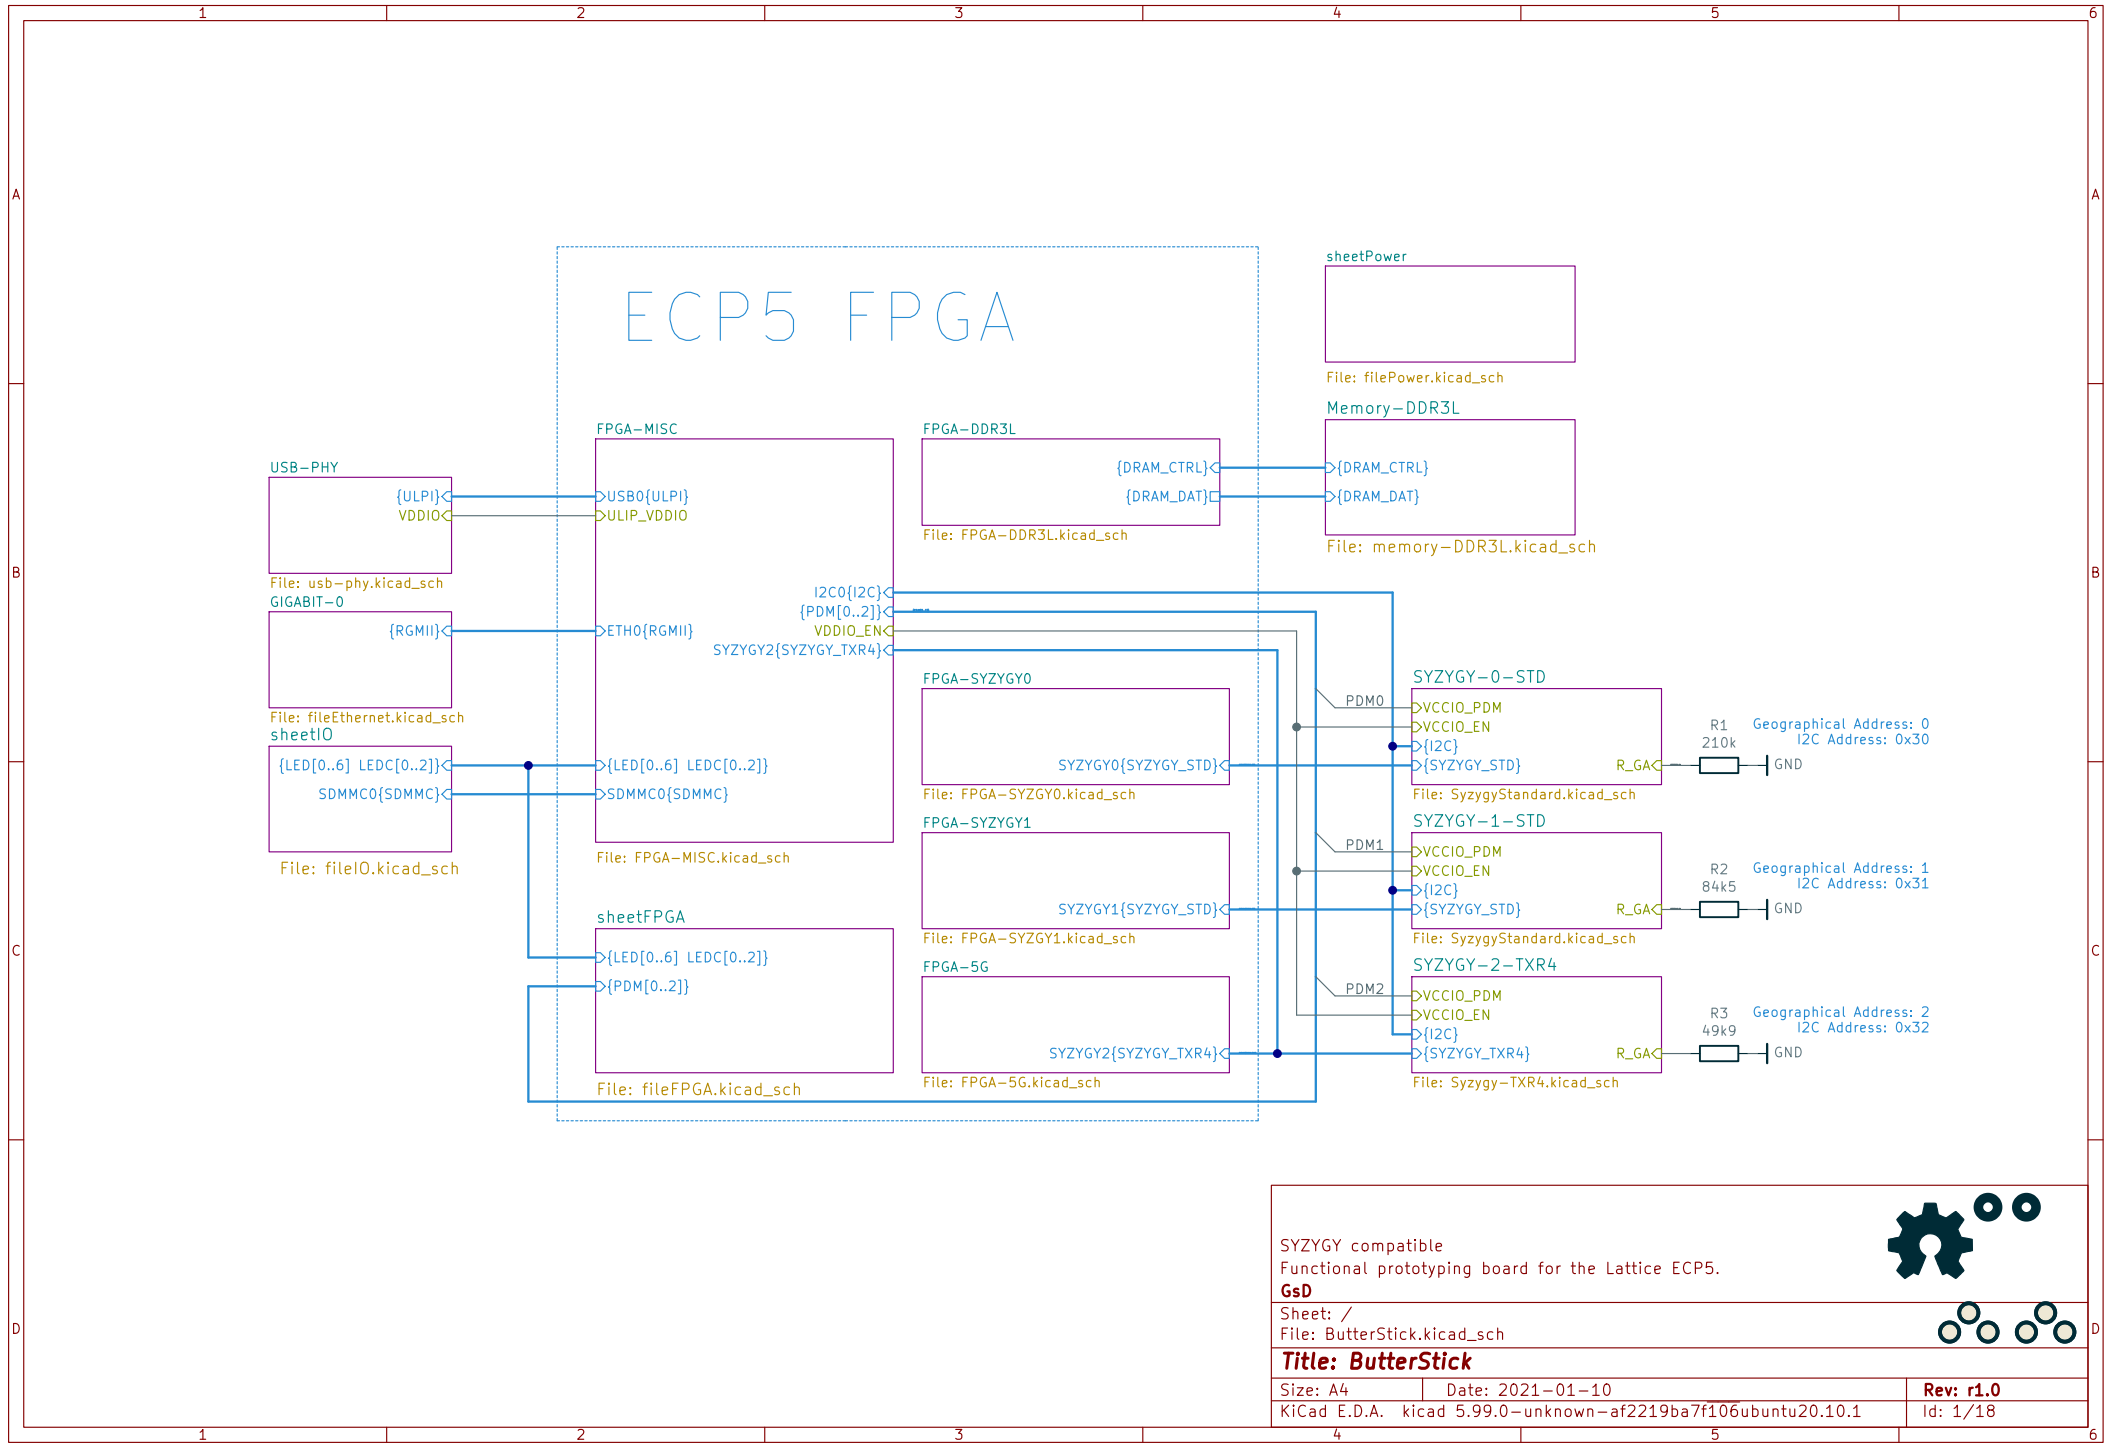 1 2 3 4 5 6
A A
B B
C C
D D
ECP5 FPGA
sheetPower
File: filePower.kicad_sch
Memory-DDR3L
{DRAM_CTRL}
{DRAM_DAT}
File: memory-DDR3L.kicad_sch
FPGA-DDR3L
{DRAM_CTRL}
{DRAM_DAT}
File: FPGA-DDR3L.kicad_sch
USB-PHY
{ULPI}
VDDIO
File: usb-phy.kicad_sch
GIGABIT-0
{RGMII}
File: fileEthernet.kicad_sch
sheetIO
{LED[0..6] LEDC[0..2]}
SDMMC0{SDMMC}
File: fileIO.kicad_sch
FPGA-MISC
USB0{ULPI}
ULIP_VDDIO
I2C0{I2C}
{PDM[0..2]}
ETH0{RGMII}
VDDIO_EN
SYZYGY2{SYZYGY_TXR4}
{LED[0..6] LEDC[0..2]}
SDMMC0{SDMMC}
File: FPGA-MISC.kicad_sch
sheetFPGA
{LED[0..6] LEDC[0..2]}
{PDM[0..2]}
File: fileFPGA.kicad_sch
FPGA-SYZYGY0
SYZYGY0{SYZYGY_STD}
File: FPGA-SYZGY0.kicad_sch
FPGA-SYZYGY1
SYZYGY1{SYZYGY_STD}
File: FPGA-SYZGY1.kicad_sch
FPGA-5G
SYZYGY2{SYZYGY_TXR4}
File: FPGA-5G.kicad_sch
SYZYGY-0-STD
PDM0
VCCIO_PDM
VCCIO_EN
{I2C}
{SYZYGY_STD}
R_GA
File: SyzygyStandard.kicad_sch
R1
210k
GND
Geographical Address: 0
I2C Address: 0x30
SYZYGY-1-STD
PDM1
VCCIO_PDM
VCCIO_EN
{I2C}
{SYZYGY_STD}
R_GA
File: SyzygyStandard.kicad_sch
R2
84k5
GND
Geographical Address: 1
I2C Address: 0x31
SYZYGY-2-TXR4
PDM2
VCCIO_PDM
VCCIO_EN
{I2C}
{SYZYGY_TXR4}
R_GA
File: Syzygy-TXR4.kicad_sch
R3
49k9
GND
Geographical Address: 2
I2C Address: 0x32
SYZYGY compatible
Functional prototyping board for the Lattice ECP5.
GsD
Sheet: /
File: ButterStick.kicad_sch
Title: ButterStick
Size: A4 Date: 2021-01-10 Rev: r1.0
KiCad E.D.A. kicad 5.99.0-unknown-af2219ba7f106ubuntu20.10.1 Id: 1/18
1 2 3 4 5 6